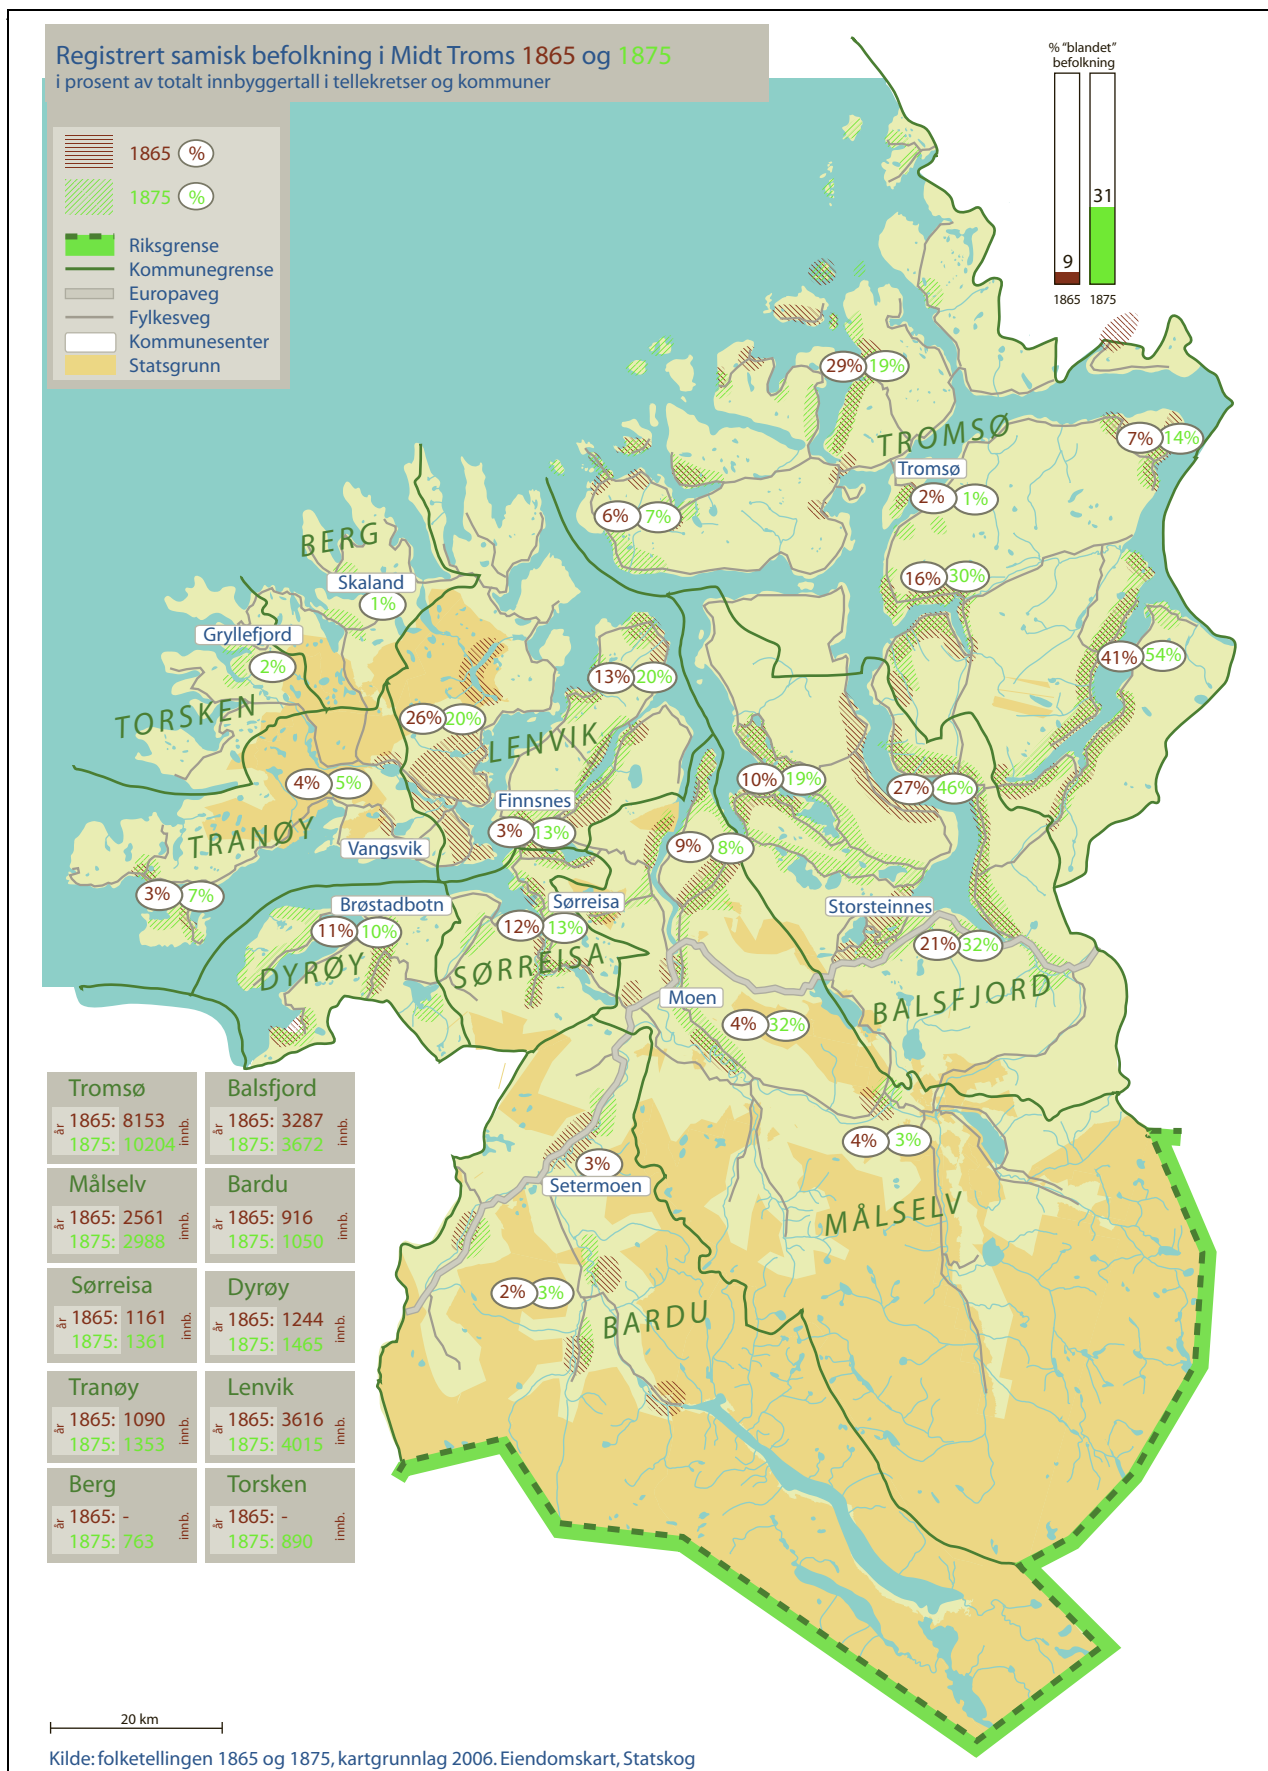 Registrert samisk befolkning i Midt Troms 1865 og 1875
i prosent av totalt innbyggertall i tellekretser og kommuner
1865 %
1875 %
Riksgrense
Kommunegrense
Europaveg
Fylkesveg
Kommunesenter
Statsgrunn
% "blandet"
befolkning
31
9
1865 1875
29% 19%
TROMSØ
7% 14%
Tromsø
2% 1%
6% 7%
BERG
Skaland
1%
16% 30%
Gryllefjord
2%
41% 54%
13% 20%
TORSKEN
26% 20%
LENVIK
4% 5%
10% 19%
27% 46%
Finnsnes
3% 13%
TRANØY
Vangsvik
9% 8%
3% 7%
Brøstadbotn
11% 10%
Sørreisa
12% 13%
Storsteinnes
21% 32%
DYRØY
SØRREISA
Moen
BALSFJORD
4% 32%
4% 3%
3%
Setermoen
MÅLSELV
2% 3%
BARDU
Tromsø
år 1865: 8153 innb.
1875: 10204
Balsfjord
år 1865: 3287 innb.
1875: 3672
Målselv
år 1865: 2561 innb.
1875: 2988
Bardu
år 1865: 916 innb.
1875: 1050
Sørreisa
år 1865: 1161 innb.
1875: 1361
Dyrøy
år 1865: 1244 innb.
1875: 1465
Tranøy
år 1865: 1090 innb.
1875: 1353
Lenvik
år 1865: 3616 innb.
1875: 4015
Berg
år 1865: - innb.
1875: 763
Torsken
år 1865: - innb.
1875: 890
20 km
Kilde: folketellingen 1865 og 1875, kartgrunnlag 2006. Eiendomskart, Statskog